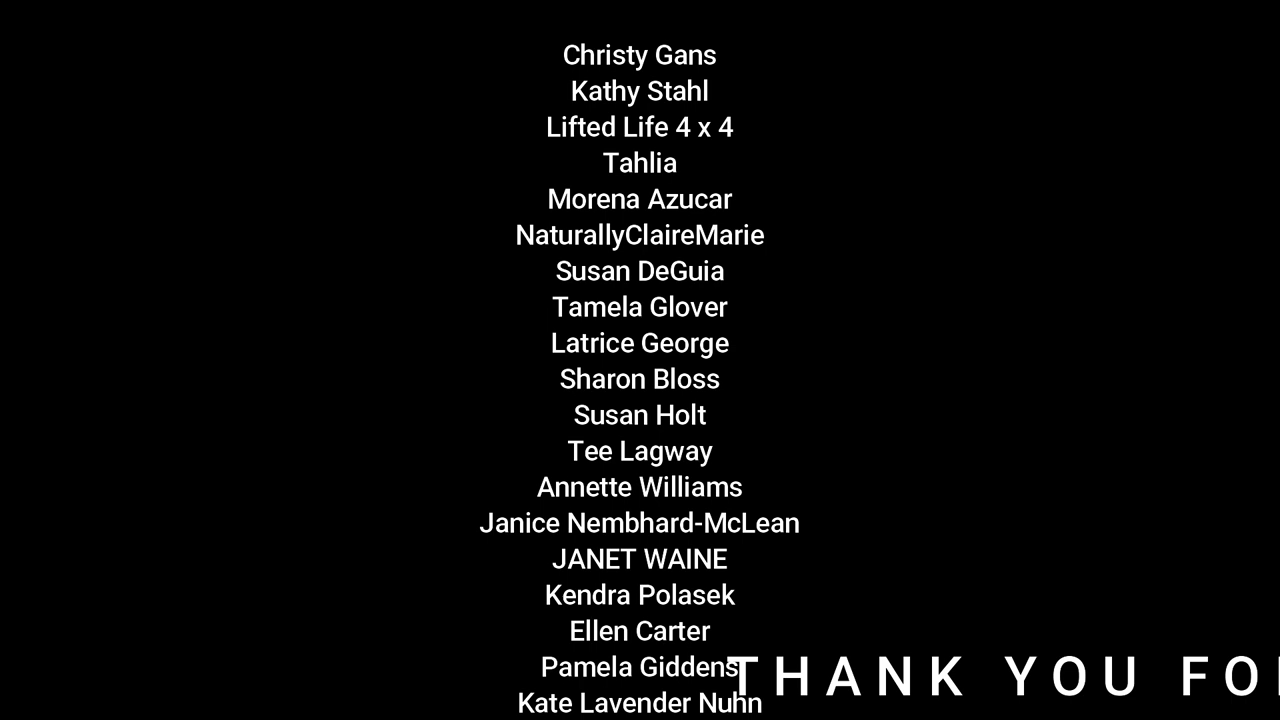 Christy Gans
Kathy Stahl
Lifted Life 4 x 4
Tahlia
Morena Azucar
NaturallyClaireMarie
Susan DeGuia
Tamela Glover
Latrice George
Sharon Bloss
Susan Holt
Tee Lagway
Annette Williams
Janice Nembhard-McLean
JANET WAINE
Kendra Polasek
Ellen Carter
Pamela Giddens
THANK YOU FO
Kate Lavender Nuhn